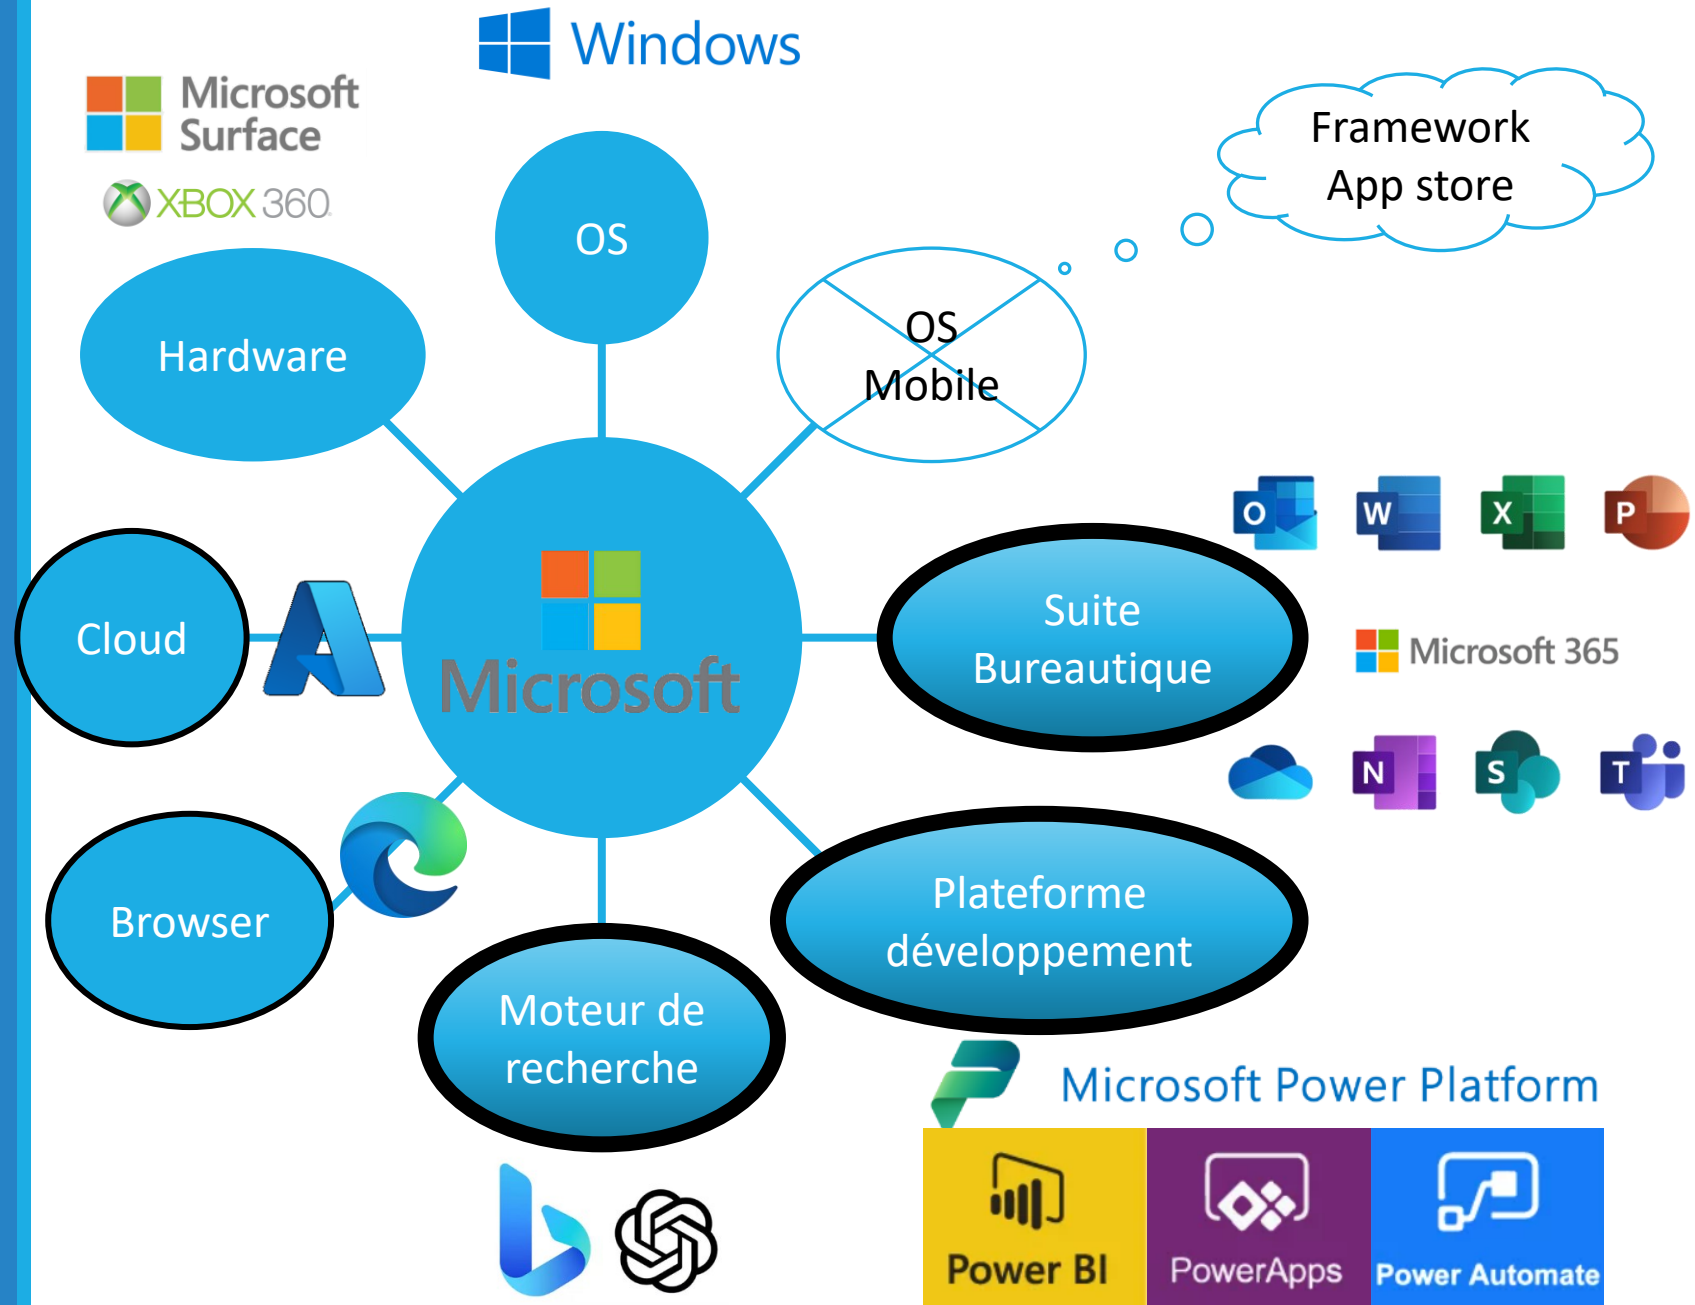 Windows
Microsoft
Surface
XBOX 360
Framework
App store
OS
OS
Mobile
Hardware
O
W
X
P
Cloud
Microsoft
Suite
Bureautique
Microsoft 365
N
S
T
Browser
Plateforme
développement
Moteur de
recherche
Microsoft Power Platform
Power BI
PowerApps
Power Automate